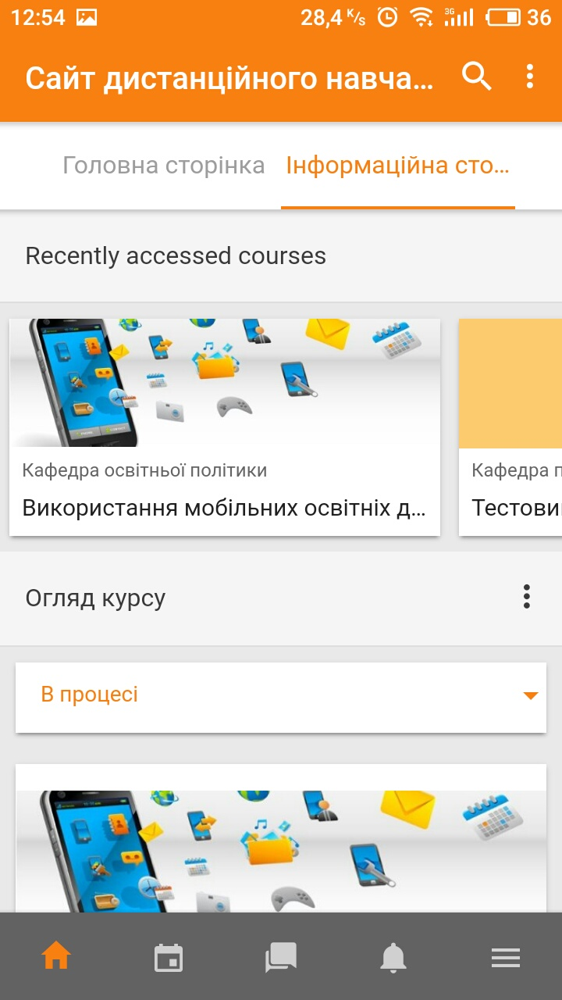 12:54 28,4 K/s 3G 36
Сайт дистанційного навча...
Головна сторінка Інформаційна сто...
Recently accessed courses
Кафедра освітньої політики
Використання мобільних освітніх д...
Кафедра п
Тестови
Огляд курсу
В процесі